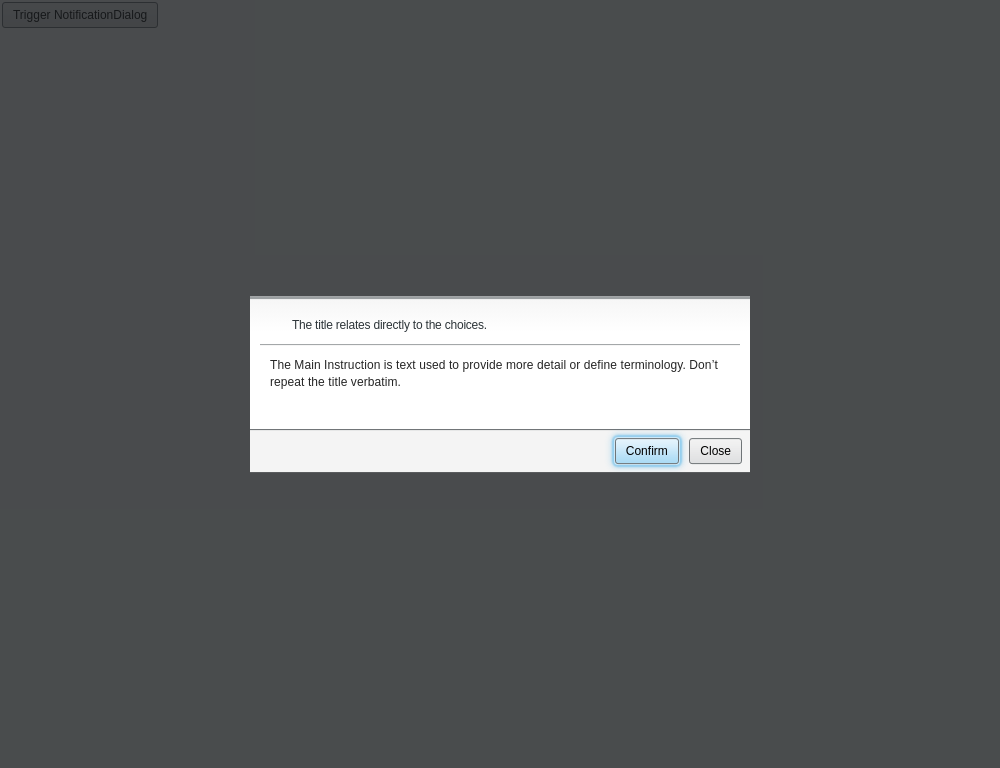 Trigger NotificationDialog
The title relates directly to the choices.
The Main Instruction is text used to provide more detail or define terminology. Don’t
repeat the title verbatim.
Confirm Close